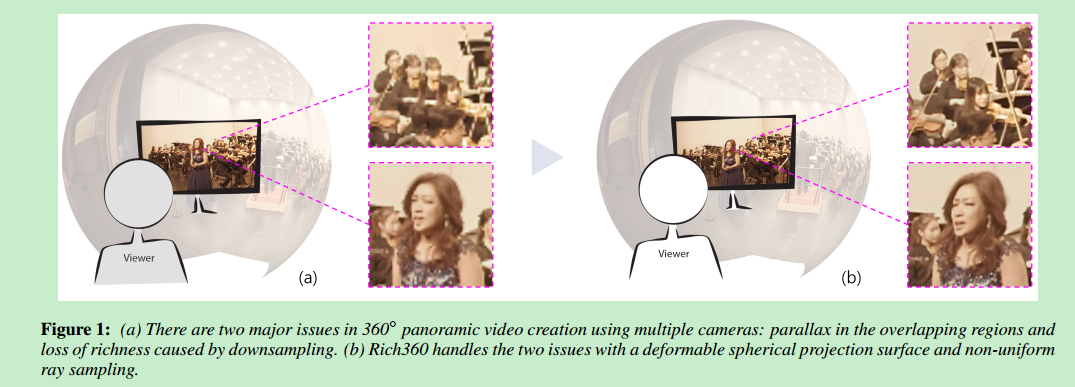 Viewer
(a)
Viewer
(b)
Figure 1: (a) There are two major issues in 360° panoramic video creation using multiple cameras: parallax in the overlapping regions and
loss of richness caused by downsampling. (b) Rich360 handles the two issues with a deformable spherical projection surface and non-uniform
ray sampling.